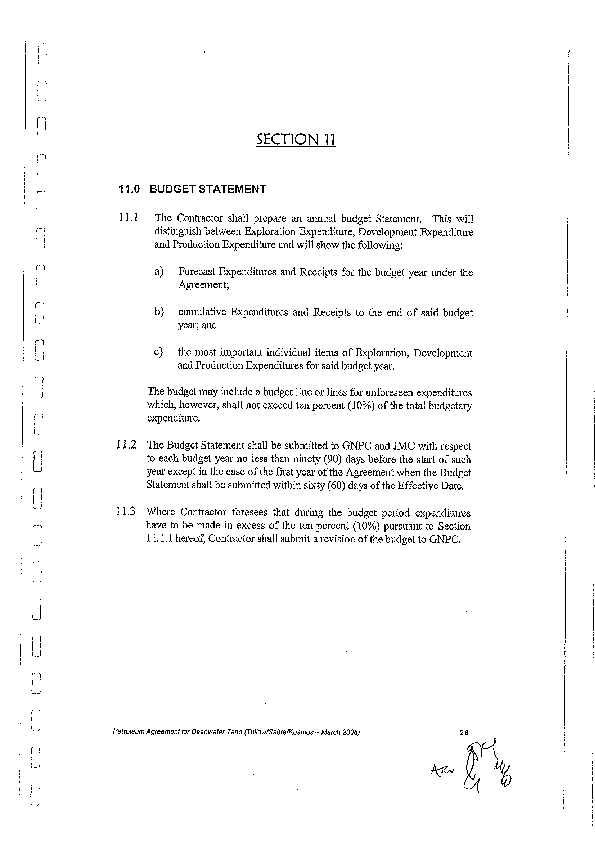 SECTION 11
11.0 BUDGET STATEMENT
11.1 The Contractor shall prepare an annual budget Statement. This will
distinguish between Exploration Expenditure, Development Expenditure
and Production Expenditure and will show the following:
a) Forecast Expenditures and Receipts for the budget year under the
Agreement;
b) cumulative Expenditures and Receipts to the end of said budget
year; and
c) the most important individual items of Exploration, Development
and Production Expenditures for said budget year.
The budget may include a budget line or lines for unforeseen expenditures
which, however, shall not exceed ten percent (10%) of the total budgetary
expenditure.
11.2 The Budget Statement shall be submitted to GNPC and JMC with respect
to each budget year no less than ninety (90) days before the start of such
year except in the case of the first year of the Agreement when the Budget
Statement shall be submitted within sixty (60) days of the Effective Date.
11.3 Where Contractor foresees that during the budget period expenditures
have to be made in excess of the ten percent (10%) pursuant to Section
11.1.1 hereof, Contractor shall submit a revision of the budget to GNPC.
Petroleum Agreement for Deepwater Tano (Tullow/Sabre/Kosmos - March 2006)